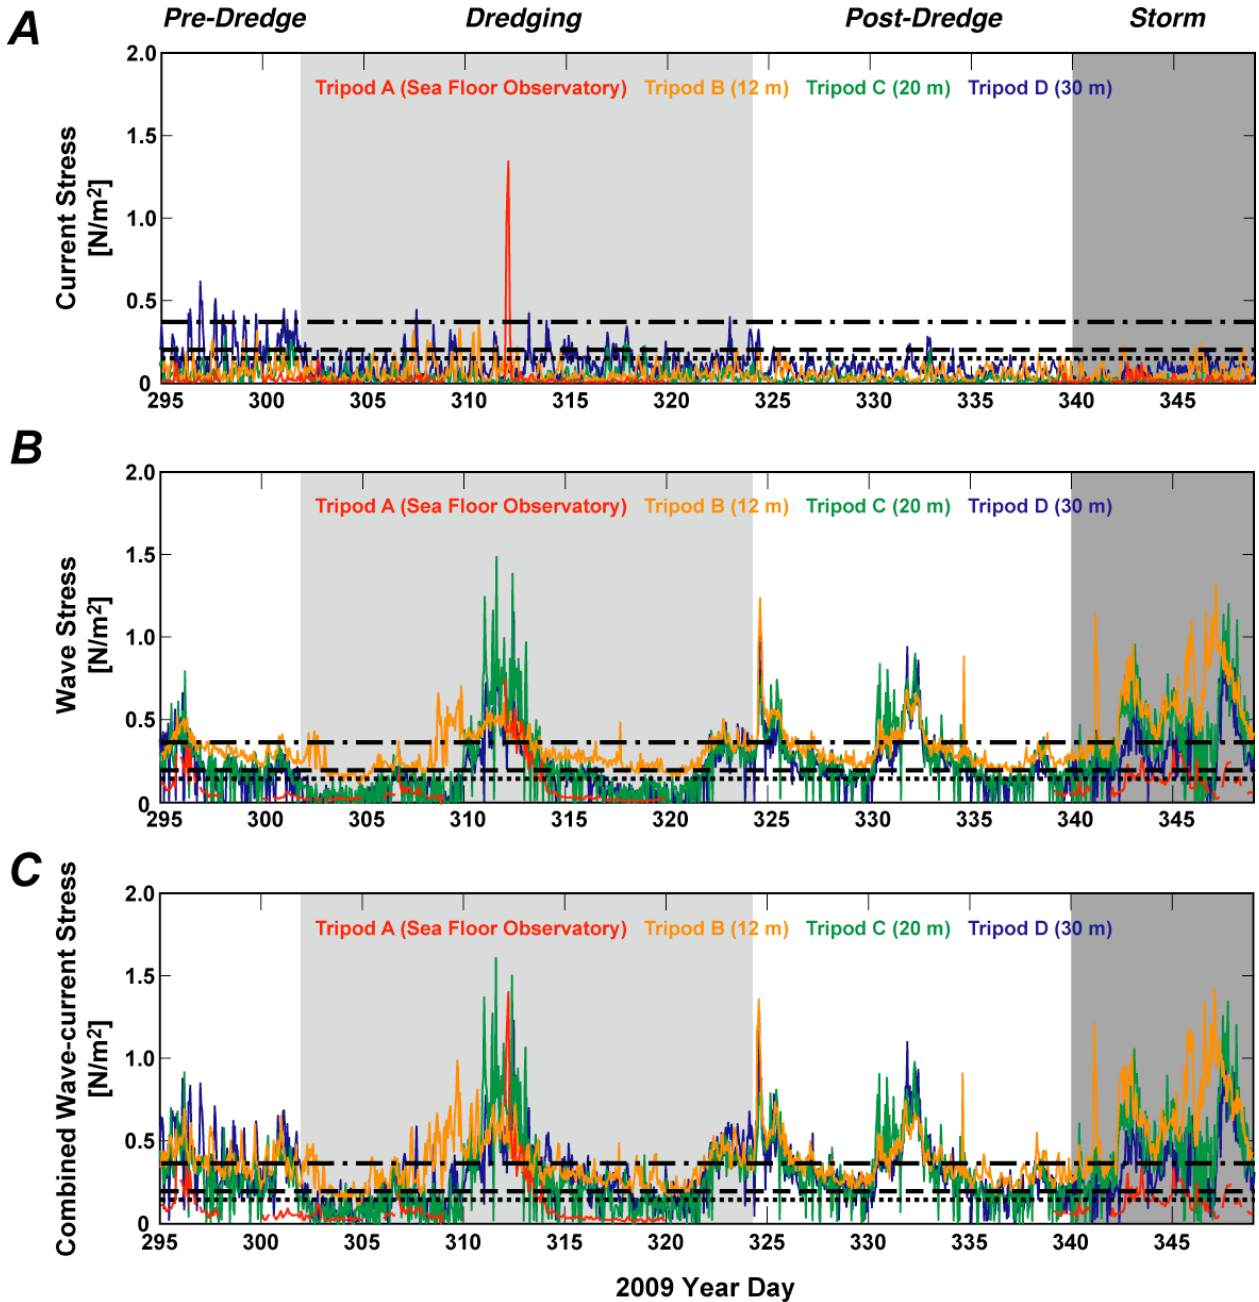 A
Pre-Dredge Dredging Post-Dredge Storm
2.0
Tripod A (Sea Floor Observatory) Tripod B (12 m) Tripod C (20 m) Tripod D (30 m)
1.5
1.0
0.5
0
Current Stress
[N/m²]
295 300 305 310 315 320 325 330 335 340 345
B
2.0
Tripod A (Sea Floor Observatory) Tripod B (12 m) Tripod C (20 m) Tripod D (30 m)
1.5
1.0
0.5
0
Wave Stress
[N/m²]
295 300 305 310 315 320 325 330 335 340 345
C
2.0
Tripod A (Sea Floor Observatory) Tripod B (12 m) Tripod C (20 m) Tripod D (30 m)
1.5
1.0
0.5
0
Combined Wave-current Stress
[N/m²]
295 300 305 310 315 320 325 330 335 340 345
2009 Year Day